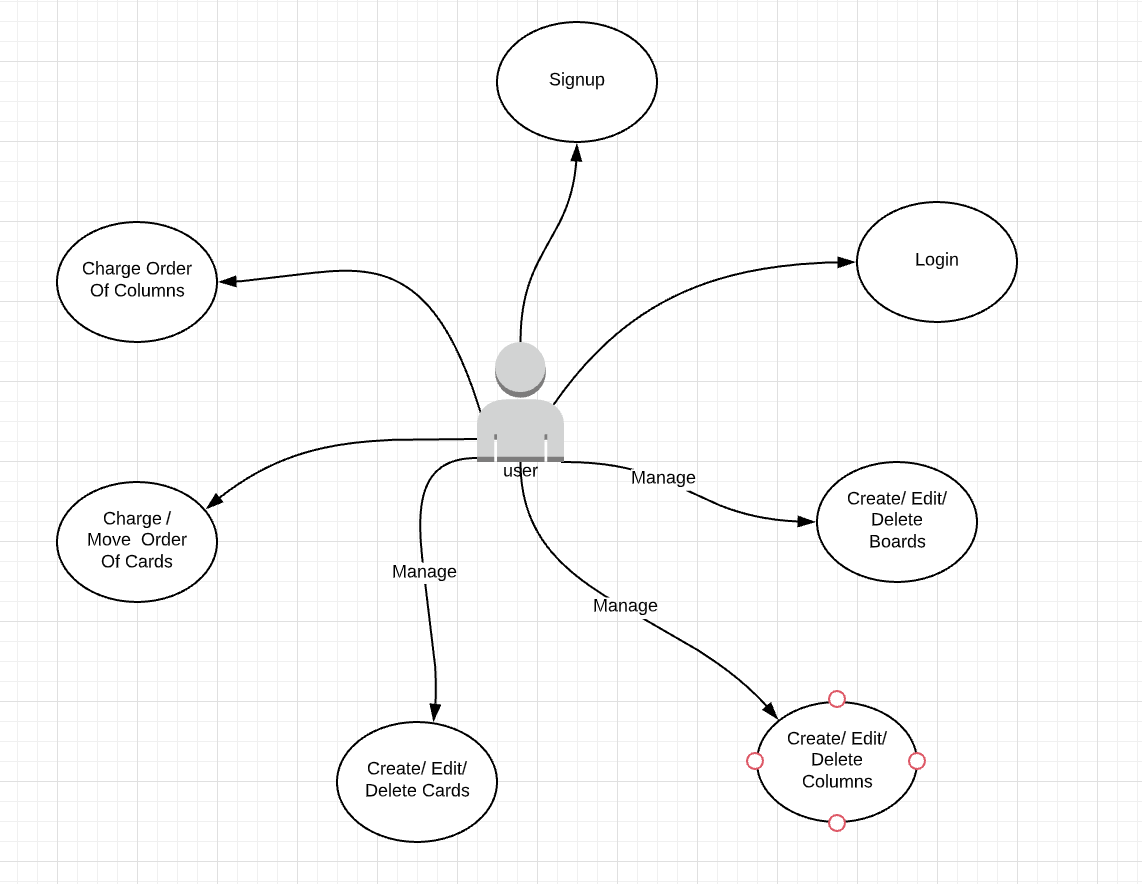 Signup
Login
Charge Order
Of Columns
user
Manage
Create/ Edit/
Delete
Boards
Charge /
Move  Order
Of Cards
Manage
Manage
Create/ Edit/
Delete
Columns
Create/ Edit/
Delete Cards